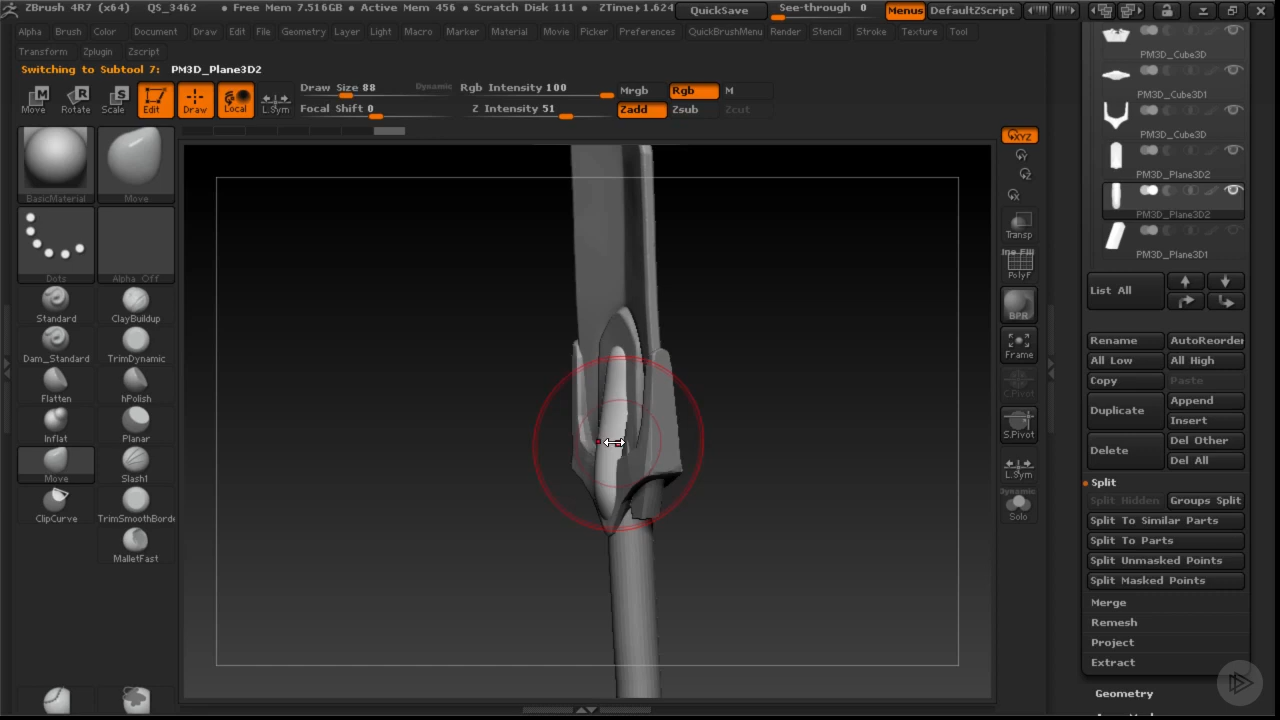 ZBrush 4R7 (x64) QS_3462 • Free Mem 7.516GB • Active Mem 456 • Scratch Disk 111 • ZTime▸1.624 QuickSave See-through 0 Menus DefaultZScript
Alpha Brush Color Document Draw Edit File Geometry Layer Light Macro Marker Material Movie Picker Preferences QuickBrushMenu Render Stencil Stroke Texture Tool
Transform Zplugin Zscript
Switching to Subtool 7: PM3D_Plane3D2
Move Rotate Scale Edit Draw Local L.Sym
Draw Size 88 Dynamic Rgb Intensity 100 Mrgb Rgb M
Focal Shift 0 Z Intensity 51 Zadd Zsub Zcut
BasicMaterial Move
Dots Alpha_Off
Standard ClayBuildup
Dam_Standard TrimDynamic
Flatten hPolish
Inflat Planar
Move Slash1
ClipCurve TrimSmoothBorde
MalletFast
XYZ
Y
Z
X
Transp
Line Fill
PolyF
BPR
Frame
C.Pivot
S.Pivot
L.Sym
Dynamic
Solo
PM3D_Cube3D
PM3D_Cube3D1
PM3D_Cube3D
PM3D_Plane3D2
PM3D_Plane3D2
PM3D_Plane3D1
List All
Rename AutoReorder
All Low All High
Copy Paste
Duplicate Append
Insert
Delete Del Other
Del All
Split
Split Hidden Groups Split
Split To Similar Parts
Split To Parts
Split Unmasked Points
Split Masked Points
Merge
Remesh
Project
Extract
Geometry